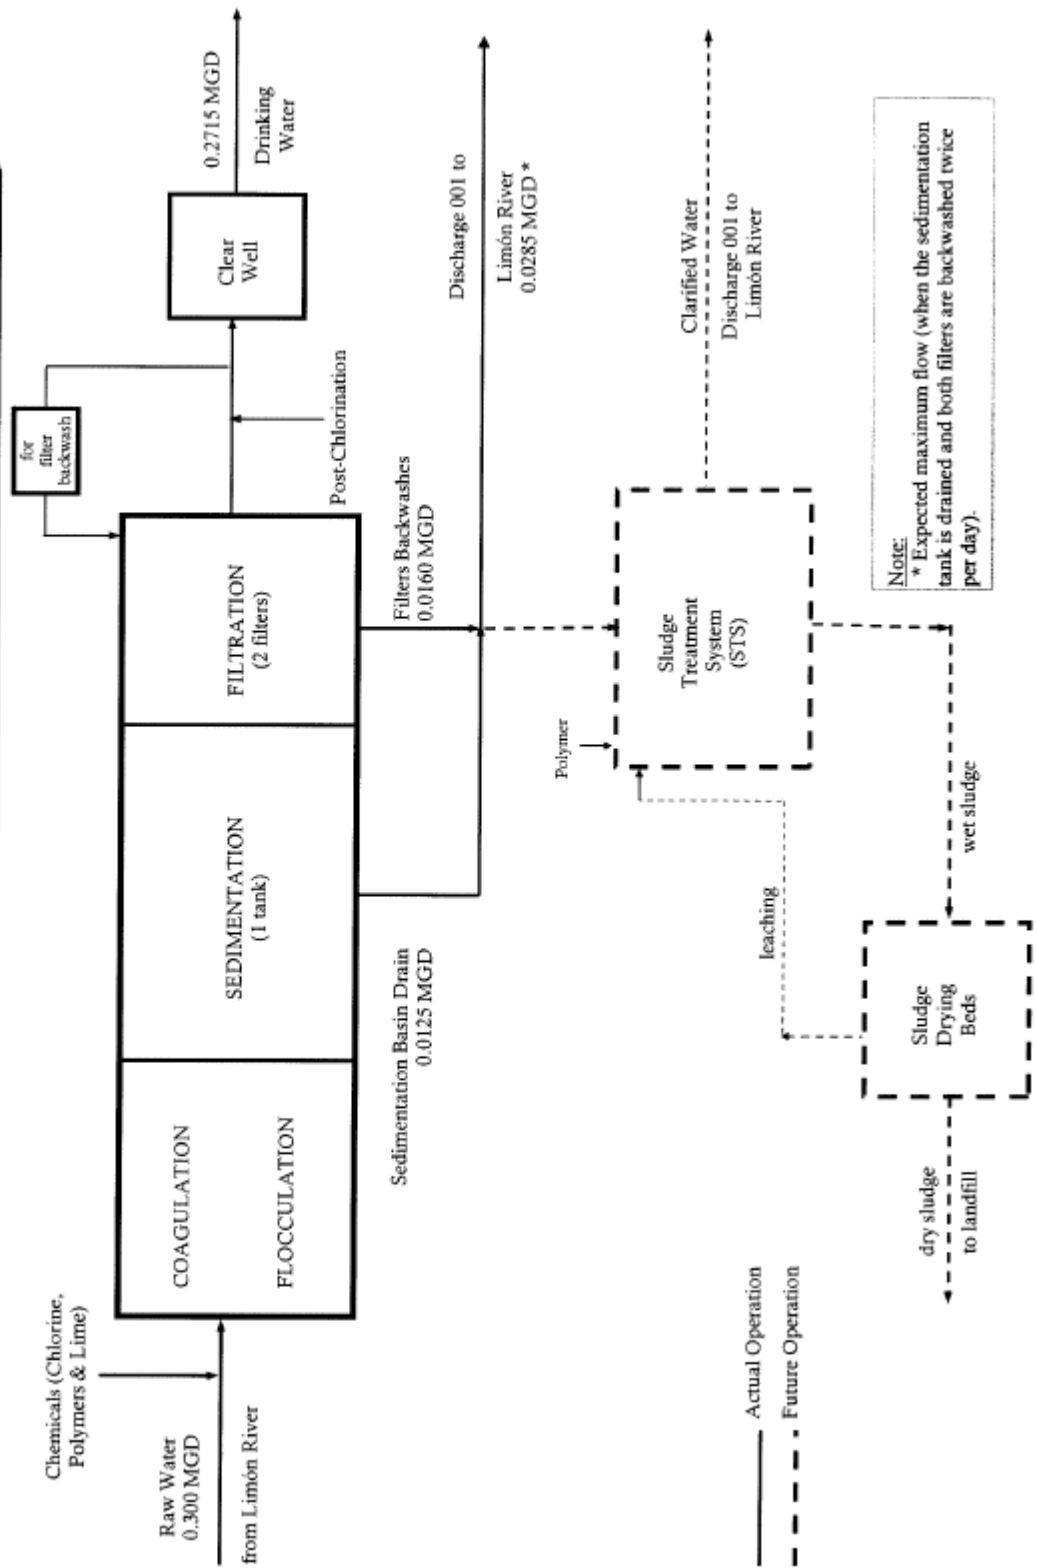 Chemicals (Chlorine,
Polymers & Lime)
Raw Water
0.300 MGD
from Limón River
COAGULATION
FLOCCULATION
SEDIMENTATION
(1 tank)
FILTRATION
(2 filters)
for
filter
backwash
Post-Chlorination
Clear
Well
0.2715 MGD
Drinking
Water
Sedimentation Basin Drain
0.0125 MGD
Filters Backwashes
0.0160 MGD
Discharge 001 to
Limón River
0.0285 MGD *
Polymer
Sludge
Treatment
System
(STS)
Clarified Water
Discharge 001 to
Limón River
leaching
wet sludge
Sludge
Drying
Beds
dry sludge
to landfill
Actual Operation
Future Operation
Note:
* Expected maximum flow (when the sedimentation
tank is drained and both filters are backwashed twice
per day).